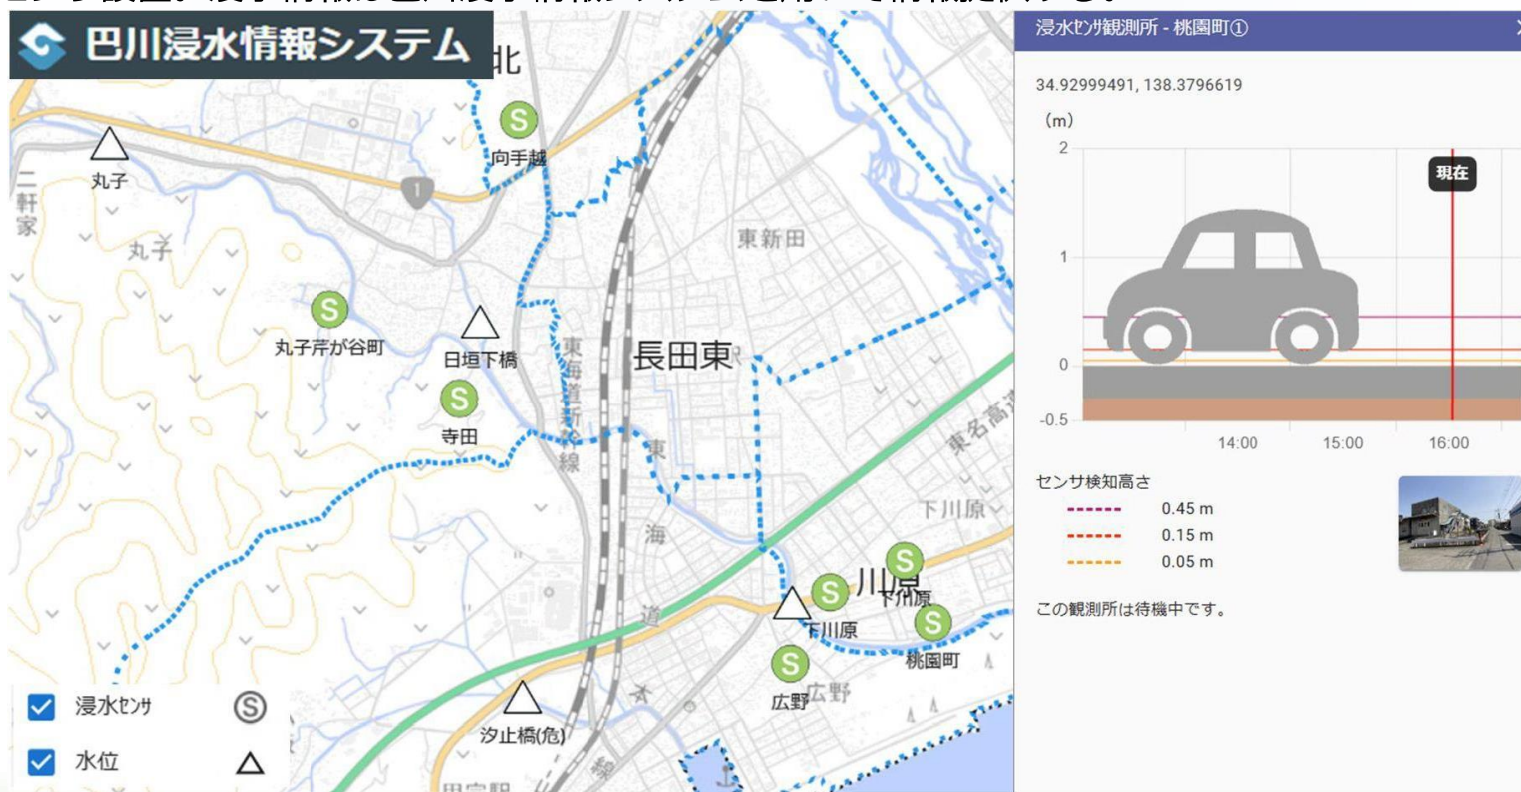 巴川浸水情報システム
北
向手越
丸子
1
二軒家
丸子
東新田
丸子芹が谷町
日垣下橋
長田東
駅
寺田
東海道新幹線
東名高速
東海道本線
下川原
川原
下川原
下川原
桃園町
広野
広野
汐止橋(危)
用宗駅
浸水センサ
水位
浸水センサ観測所 - 桃園町①
34.92999491, 138.3796619
(m)
2
現在
1
0
-0.5
14:00 15:00 16:00
センサ検知高さ
0.45 m
0.15 m
0.05 m
この観測所は待機中です。